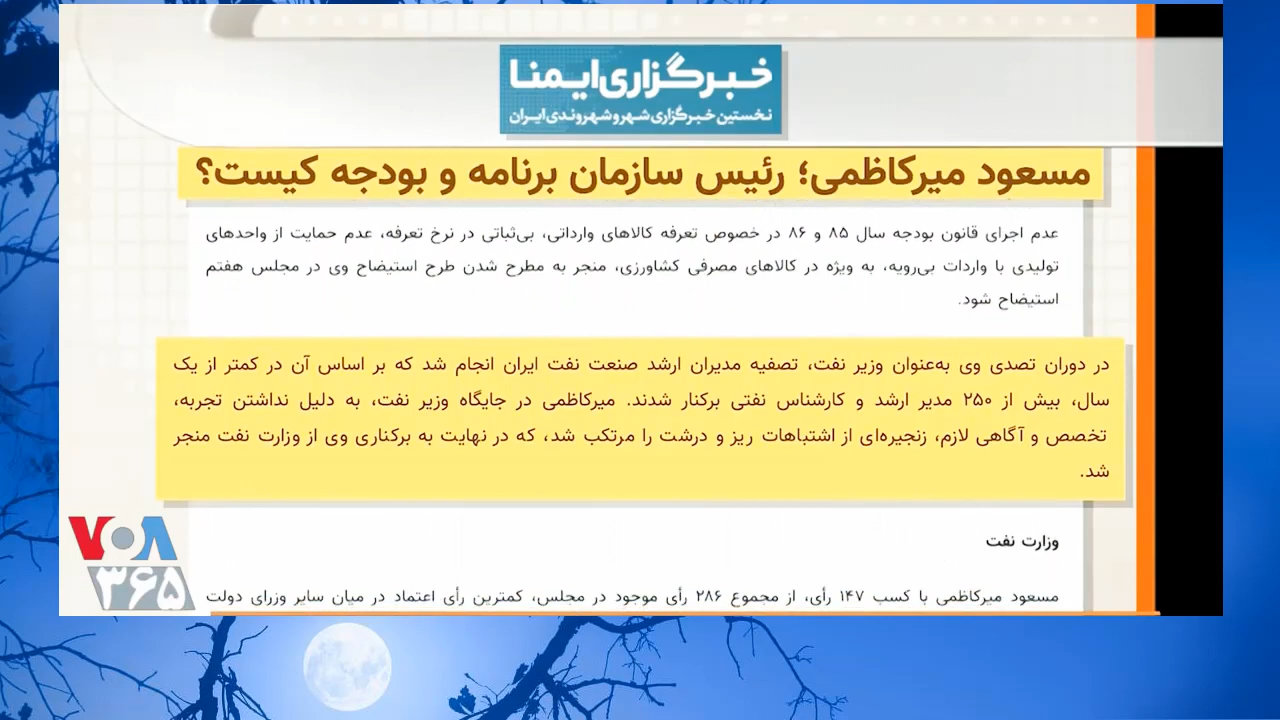 خبرگزاری ایمنا
نخستین خبرگزاری شهر و شهروندی ایران
مسعود میرکاظمی؛ رئیس سازمان برنامه و بودجه کیست؟
عدم اجرای قانون بودجه سال ۸۵ و ۸۶ در خصوص تعرفه کالاهای وارداتی، بی‌ثباتی در نرخ تعرفه، عدم حمایت از واحدهای
تولیدی با واردات بی‌رویه، به ویژه در کالاهای مصرفی کشاورزی، منجر به مطرح شدن طرح استیضاح وی در مجلس هفتم
استیضاح شود.
در دوران تصدی وی به‌عنوان وزیر نفت، تصفیه مدیران ارشد صنعت نفت ایران انجام شد که بر اساس آن در کمتر از یک
سال، بیش از ۲۵۰ مدیر ارشد و کارشناس نفتی برکنار شدند. میرکاظمی در جایگاه وزیر نفت، به دلیل نداشتن تجربه،
تخصص و آگاهی لازم، زنجیره‌ای از اشتباهات ریز و درشت را مرتکب شد، که در نهایت به برکناری وی از وزارت نفت منجر
شد.
وزارت نفت
مسعود میرکاظمی با کسب ۱۴۷ رأی، از مجموع ۲۸۶ رأی موجود در مجلس، کمترین رأی اعتماد در میان سایر وزرای دولت
VOA
۳۶۵